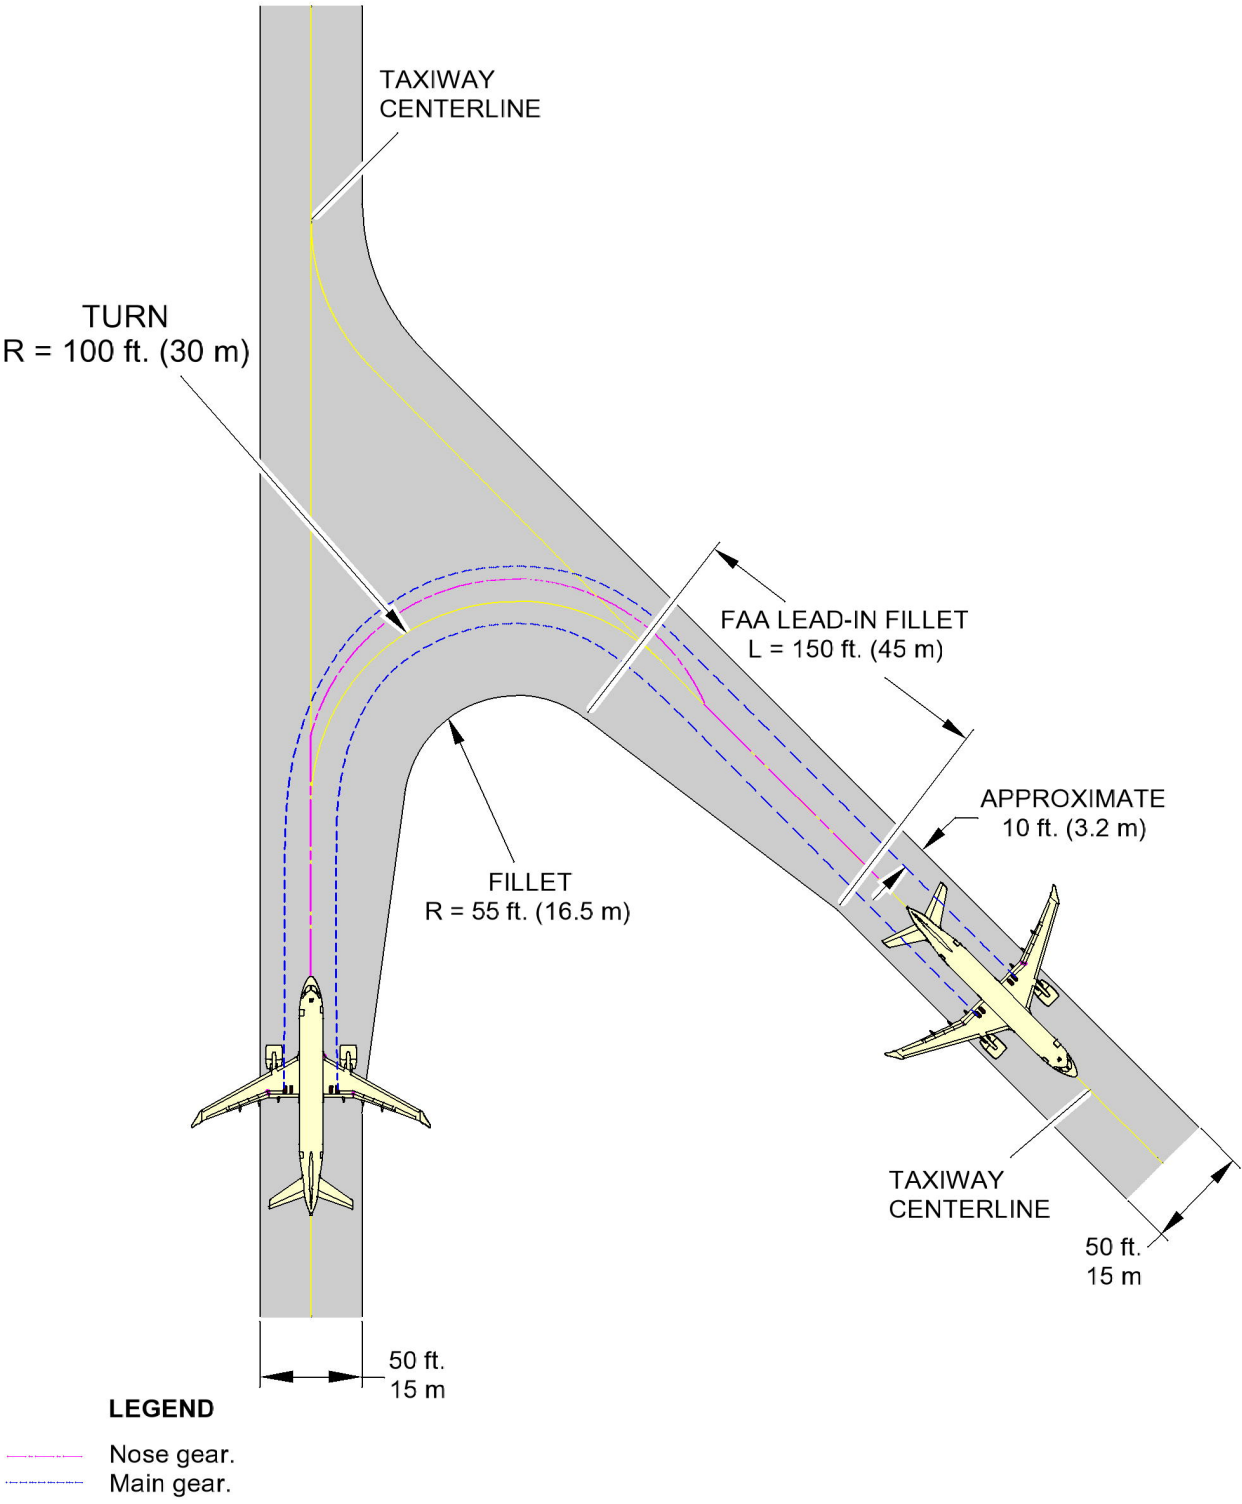 TAXIWAY
CENTERLINE
TURN
R = 100 ft. (30 m)
FAA LEAD-IN FILLET
L = 150 ft. (45 m)
APPROXIMATE
10 ft. (3.2 m)
FILLET
R = 55 ft. (16.5 m)
TAXIWAY
CENTERLINE
50 ft.
15 m
50 ft.
15 m
LEGEND
Nose gear.
Main gear.